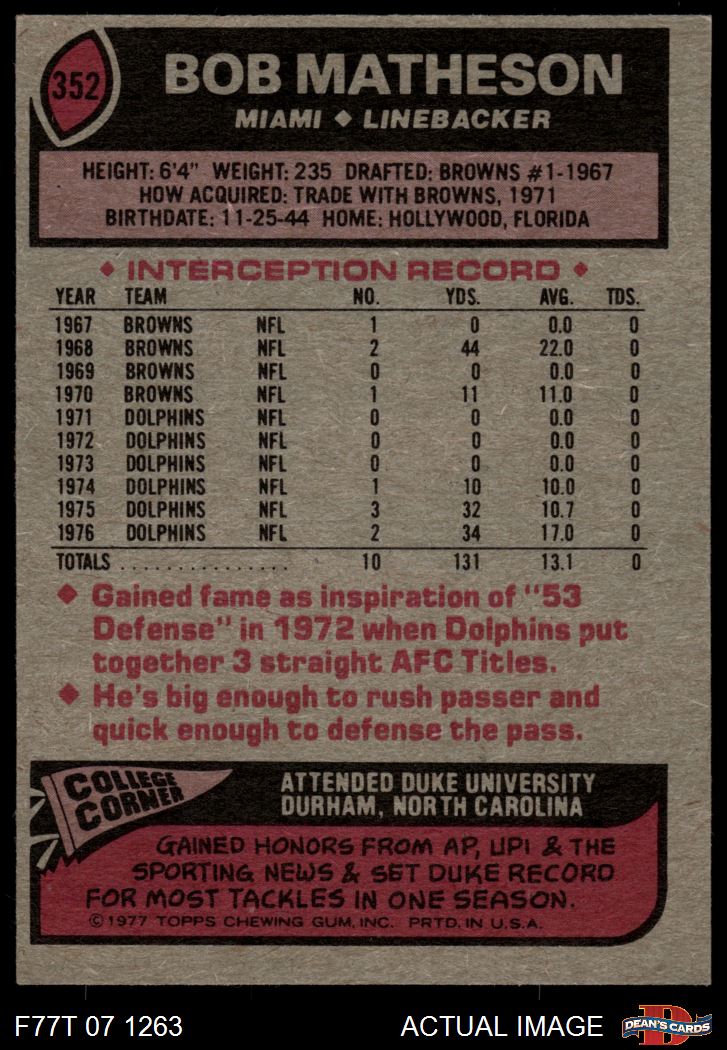 352
BOB MATHESON
MIAMI ◆ LINEBACKER
HEIGHT: 6'4" WEIGHT: 235 DRAFTED: BROWNS #1-1967
HOW ACQUIRED: TRADE WITH BROWNS, 1971
BIRTHDATE: 11-25-44 HOME: HOLLYWOOD, FLORIDA
◆ INTERCEPTION RECORD ◆
YEAR TEAM NO. YDS. AVG. TDS.
1967 BROWNS NFL 1 0 0.0 0
1968 BROWNS NFL 2 44 22.0 0
1969 BROWNS NFL 0 0 0.0 0
1970 BROWNS NFL 1 11 11.0 0
1971 DOLPHINS NFL 0 0 0.0 0
1972 DOLPHINS NFL 0 0 0.0 0
1973 DOLPHINS NFL 0 0 0.0 0
1974 DOLPHINS NFL 1 10 10.0 0
1975 DOLPHINS NFL 3 32 10.7 0
1976 DOLPHINS NFL 2 34 17.0 0
TOTALS . . . . . . . . . . . . . . . 10 131 13.1 0
◆ Gained fame as inspiration of "53
Defense" in 1972 when Dolphins put
together 3 straight AFC Titles.
◆ He's big enough to rush passer and
quick enough to defense the pass.
COLLEGE
CORNER
ATTENDED DUKE UNIVERSITY
DURHAM, NORTH CAROLINA
GAINED HONORS FROM AP, UPI & THE
SPORTING NEWS & SET DUKE RECORD
FOR MOST TACKLES IN ONE SEASON.
©1977 TOPPS CHEWING GUM, INC. PRTD. IN U.S.A.
F77T 07 1263
ACTUAL IMAGE
D
DEAN'S CARDS